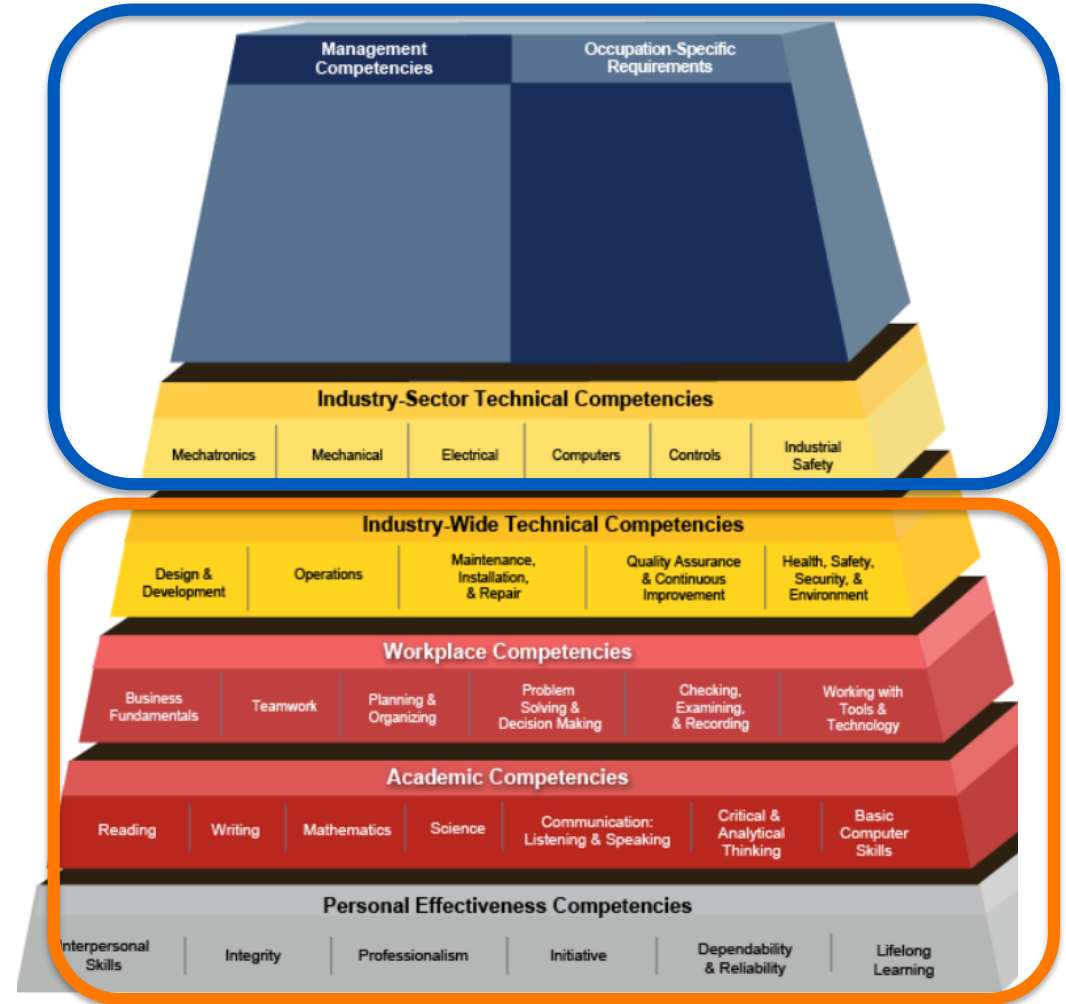 Management
Competencies
Occupation-Specific
Requirements
Industry-Sector Technical Competencies
Mechatronics
Mechanical
Electrical
Computers
Controls
Industrial
Safety
Industry-Wide Technical Competencies
Design &
Development
Operations
Maintenance,
Installation,
& Repair
Quality Assurance
& Continuous
Improvement
Health, Safety,
Security, &
Environment
Workplace Competencies
Business
Fundamentals
Teamwork
Planning &
Organizing
Problem
Solving &
Decision Making
Checking,
Examining,
& Recording
Working with
Tools &
Technology
Academic Competencies
Reading
Writing
Mathematics
Science
Communication:
Listening & Speaking
Critical &
Analytical
Thinking
Basic
Computer
Skills
Personal Effectiveness Competencies
Interpersonal
Skills
Integrity
Professionalism
Initiative
Dependability
& Reliability
Lifelong
Learning